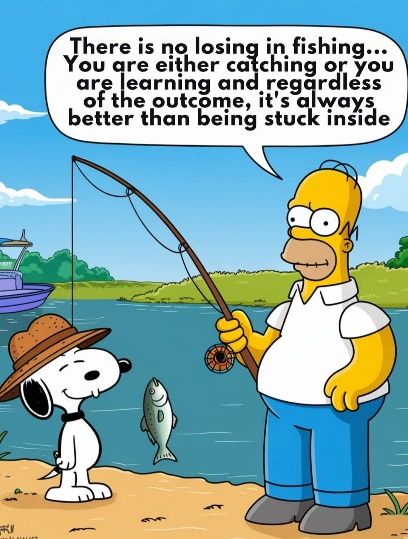 There is no losing in fishing...
You are either catching or you
are learning and regardless
of the outcome, it's always
better than being stuck inside